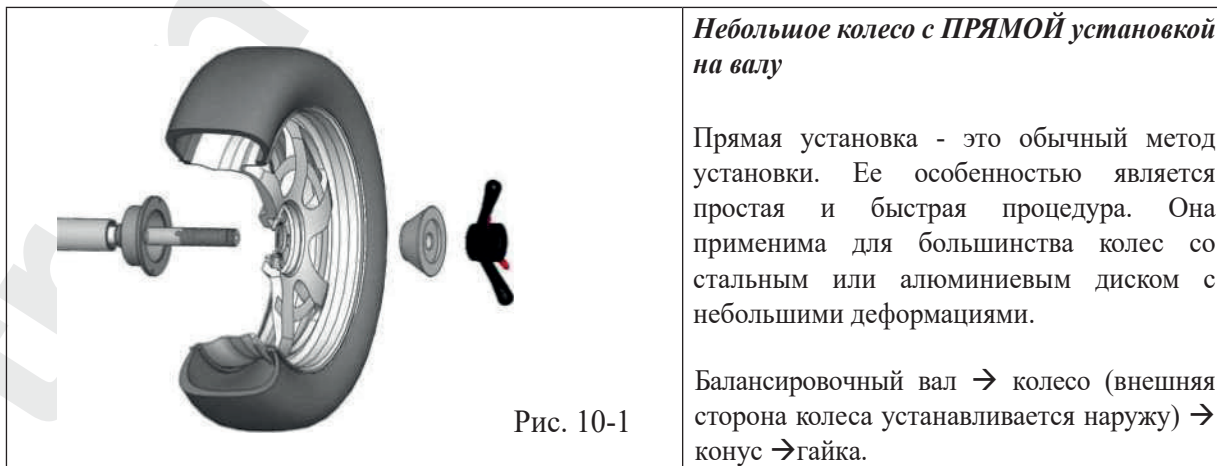 Небольшое колесо с ПРЯМОЙ установкой
на валу
Прямая установка - это обычный метод
установки. Ее особенностью является
простая и быстрая процедура. Она
применима для большинства колес со
стальным или алюминиевым диском с
небольшими деформациями.
Балансировочный вал → колесо (внешняя
сторона колеса устанавливается наружу) →
конус →гайка.
Рис. 10-1